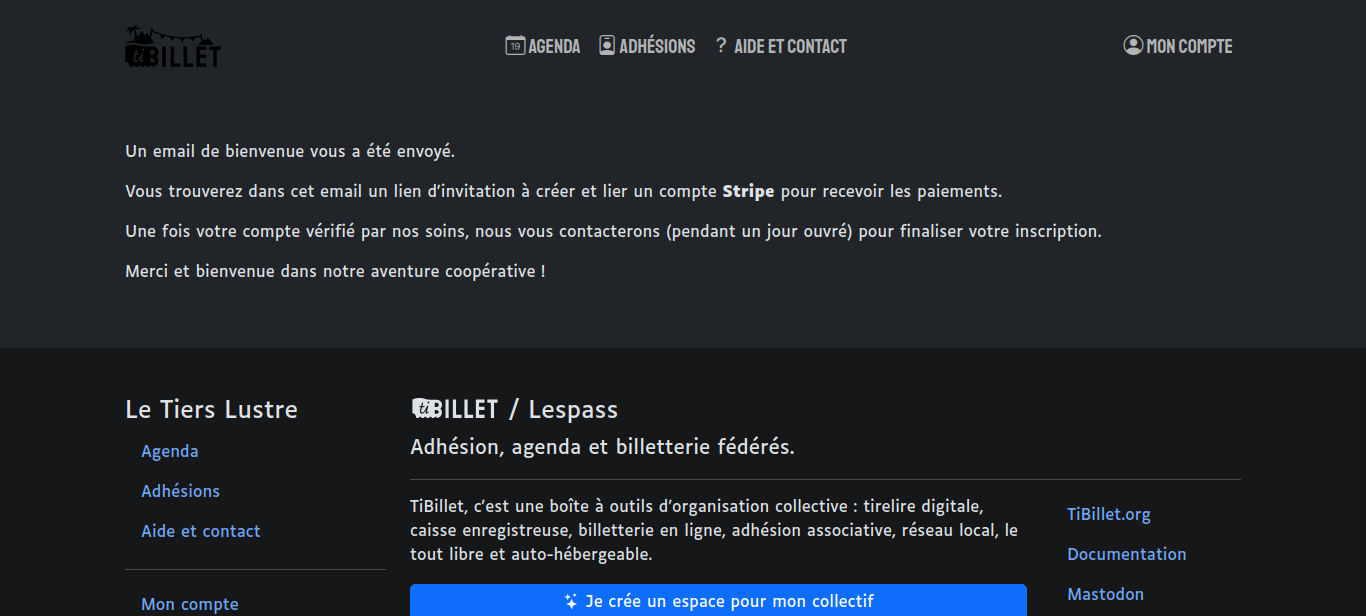 tiBILLET
19 AGENDA
ADHÉSIONS
? AIDE ET CONTACT
MON COMPTE
Un email de bienvenue vous a été envoyé.
Vous trouverez dans cet email un lien d'invitation à créer et lier un compte Stripe pour recevoir les paiements.
Une fois votre compte vérifié par nos soins, nous vous contacterons (pendant un jour ouvré) pour finaliser votre inscription.
Merci et bienvenue dans notre aventure coopérative !
Le Tiers Lustre
Agenda
Adhésions
Aide et contact
Mon compte
tiBILLET / Lespass
Adhésion, agenda et billetterie fédérés.
TiBillet, c'est une boîte à outils d'organisation collective : tirelire digitale,
caisse enregistreuse, billetterie en ligne, adhésion associative, réseau local, le
tout libre et auto-hébergeable.
Je crée un espace pour mon collectif
TiBillet.org
Documentation
Mastodon